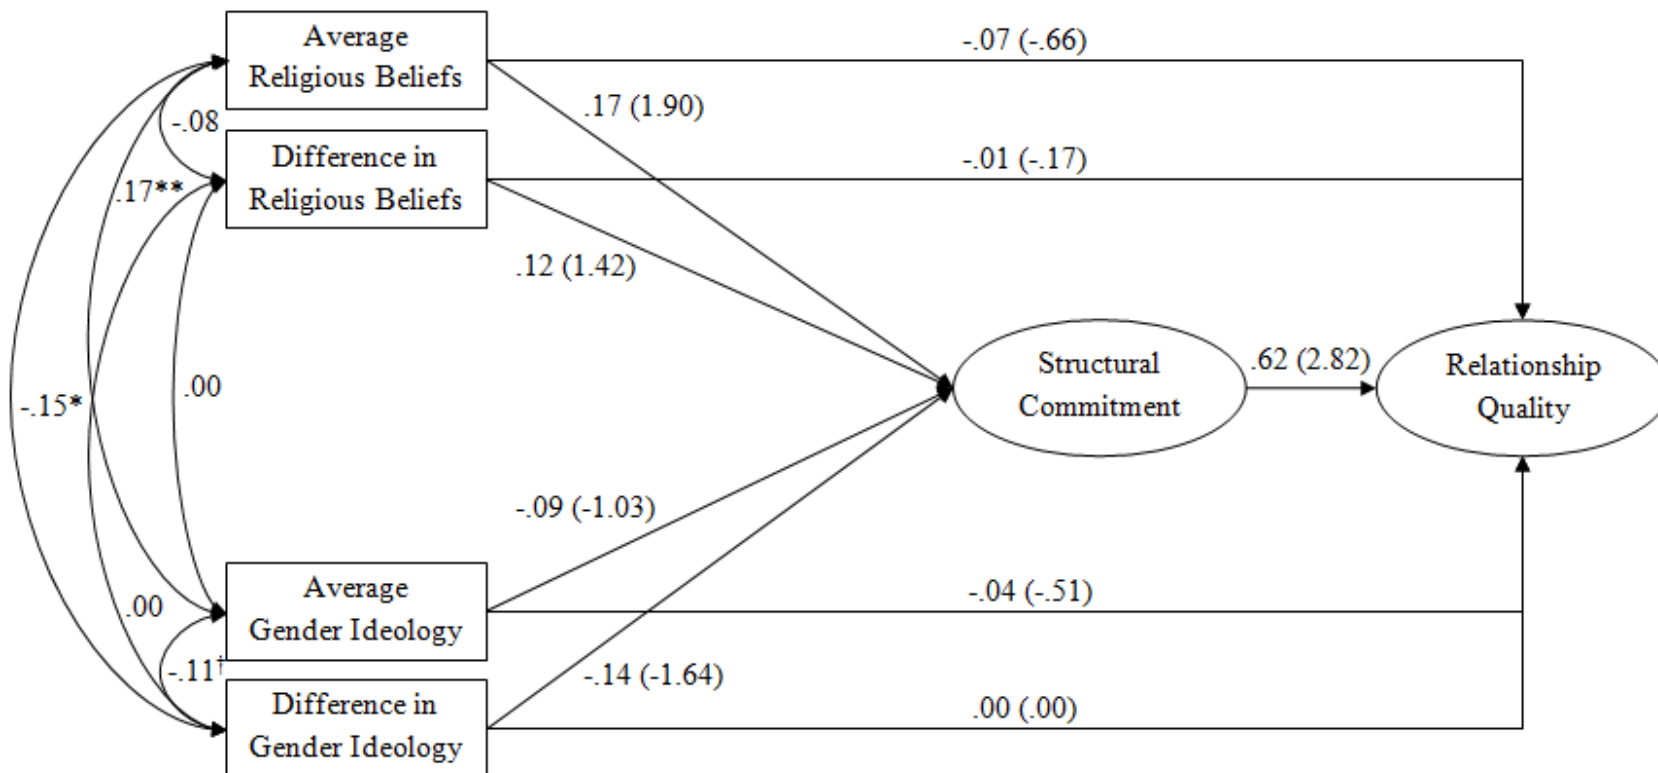 Average
Religious Beliefs
-.07 (-.66)
.17 (1.90)
-.08
Difference in
Religious Beliefs
-.01 (-.17)
.17**
.12 (1.42)
Structural
Commitment
.62 (2.82)
Relationship
Quality
.00
-.15*
-.09 (-1.03)
Average
Gender Ideology
-.04 (-.51)
.00
-.11†
-.14 (-1.64)
Difference in
Gender Ideology
.00 (.00)